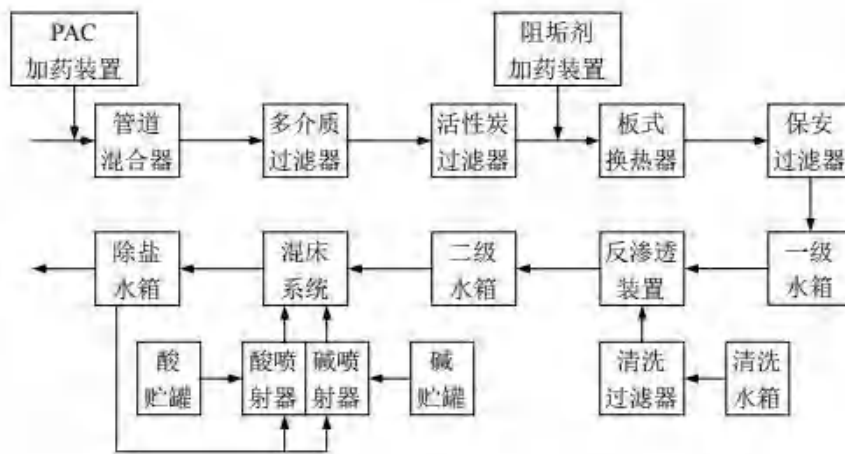 PAC
加药装置
阻垢剂
加药装置
管道
混合器
多介质
过滤器
活性炭
过滤器
板式
换热器
保安
过滤器
除盐
水箱
混床
系统
二级
水箱
反渗透
装置
一级
水箱
酸
贮罐
酸喷
射器
碱喷
射器
碱
贮罐
清洗
过滤器
清洗
水箱